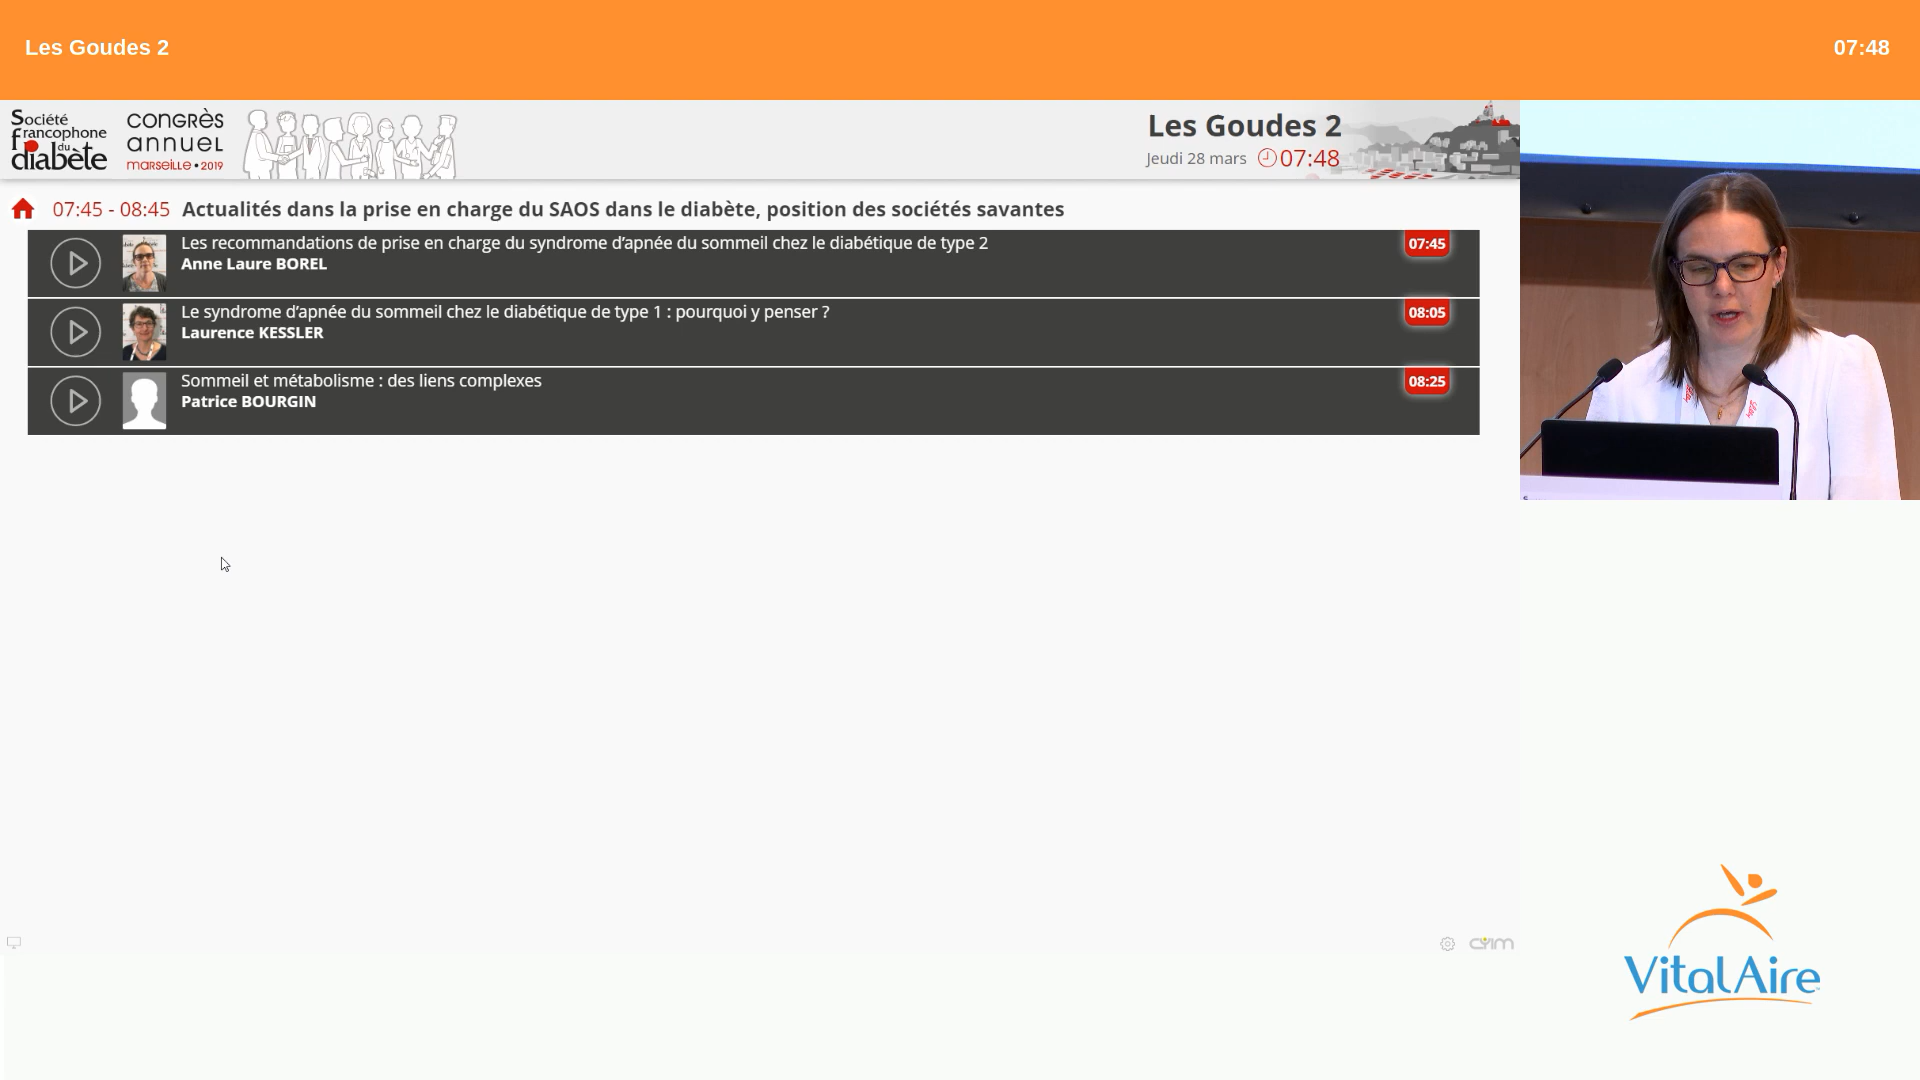 Les Goudes 2
07:48
Société
francophone
du
diabète
CONGRÈS
ANNUEL
MARSEILLE • 2019
Les Goudes 2
Jeudi 28 mars 07:48
07:45 - 08:45 Actualités dans la prise en charge du SAOS dans le diabète, position des sociétés savantes
Les recommandations de prise en charge du syndrome d’apnée du sommeil chez le diabétique de type 2
07:45
Anne Laure BOREL
Le syndrome d’apnée du sommeil chez le diabétique de type 1 : pourquoi y penser ?
08:05
Laurence KESSLER
Sommeil et métabolisme : des liens complexes
08:25
Patrice BOURGIN
cyim
VitalAire